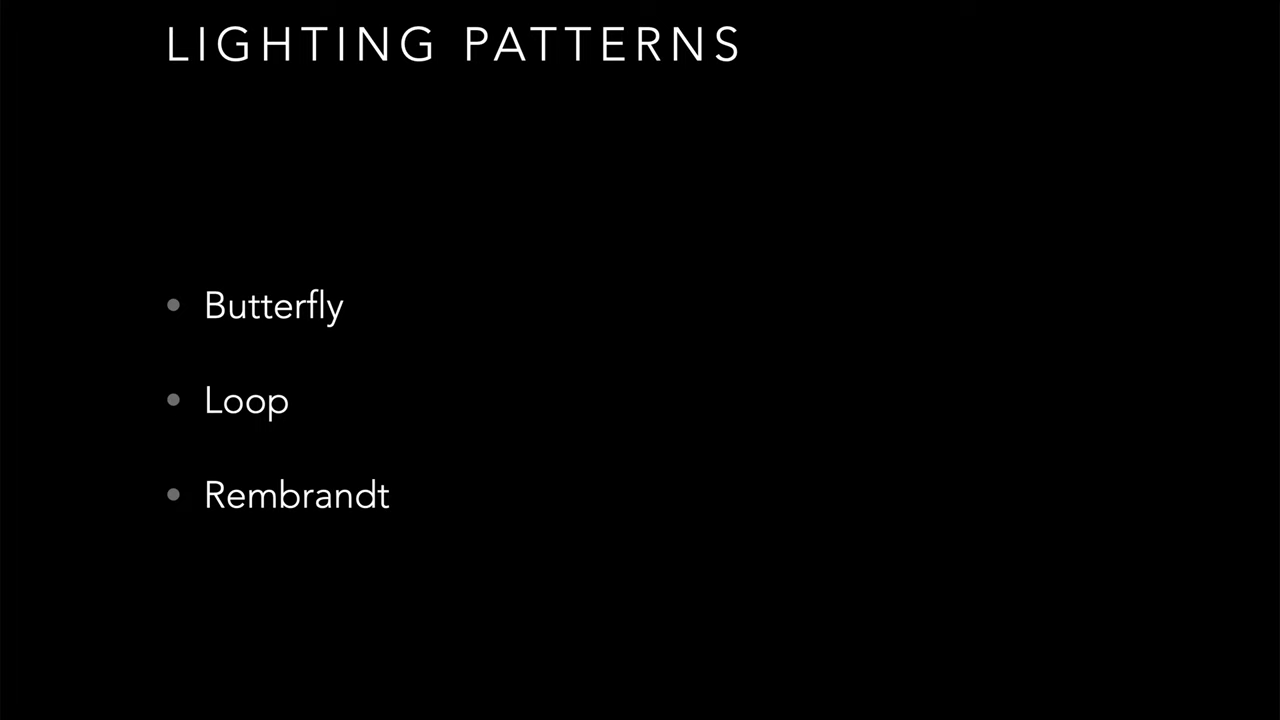 LIGHTING PATTERNS
• Butterfly
• Loop
• Rembrandt